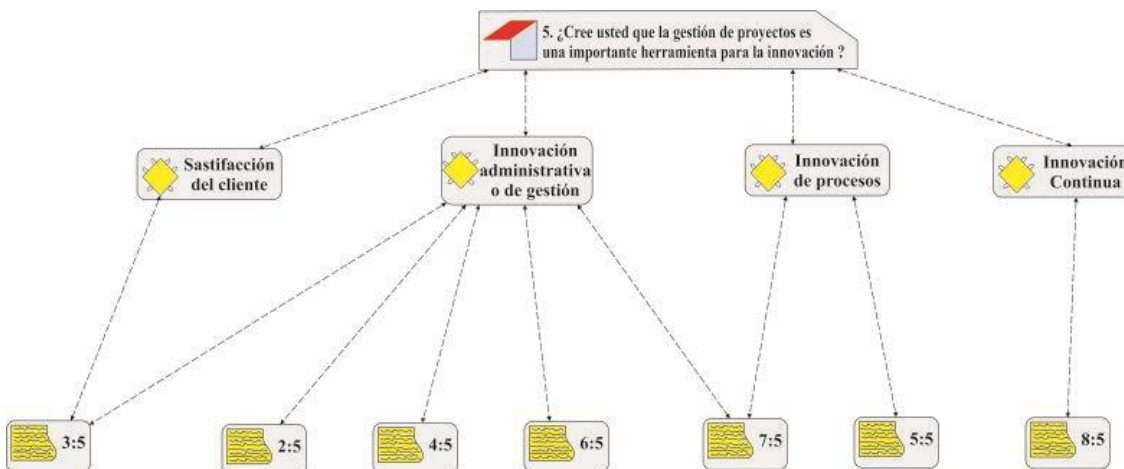 5. ¿Cree usted que la gestión de proyectos es
una importante herramienta para la innovación ?
Sastifacción
del cliente
Innovación
administrativa
o de gestión
Innovación
de procesos
Innovación
Continua
3:5
2:5
4:5
6:5
7:5
5:5
8:5